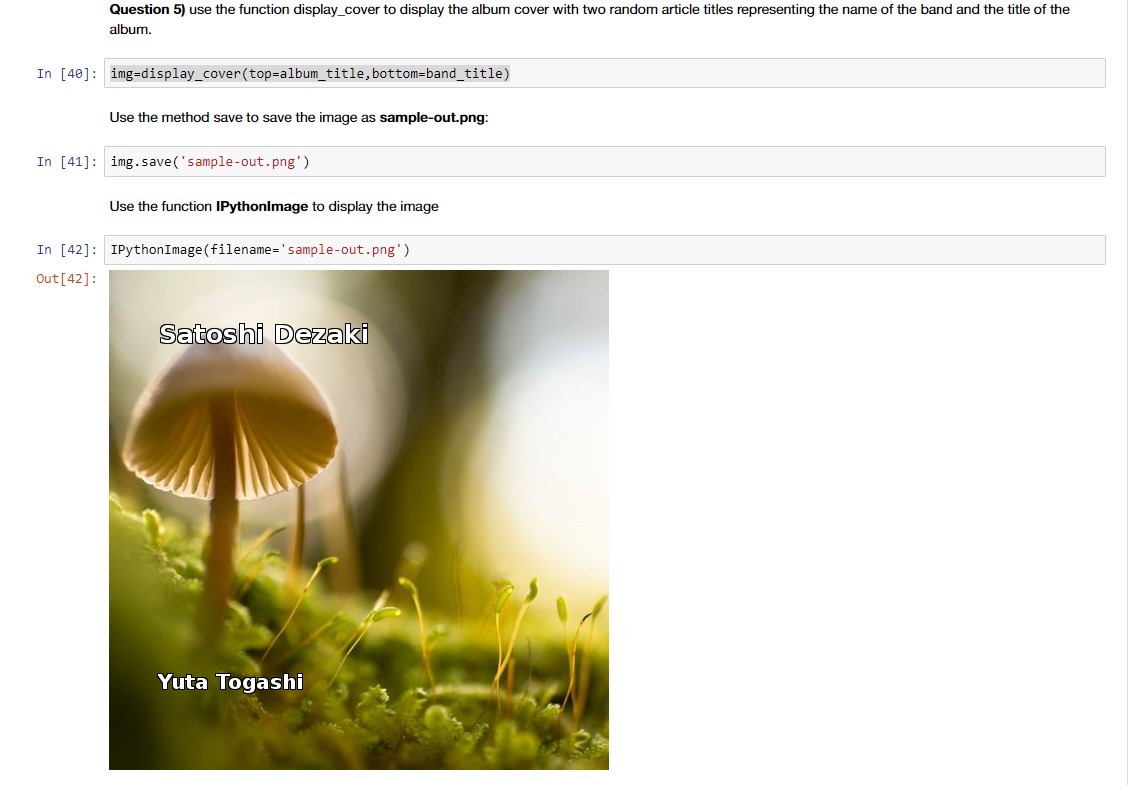 Question 5) use the function display_cover to display the album cover with two random article titles representing the name of the band and the title of the
album.
In [40]: img=display_cover(top=album_title,bottom=band_title)
Use the method save to save the image as sample-out.png:
In [41]: img.save('sample-out.png')
Use the function IPythonImage to display the image
In [42]: IPythonImage(filename='sample-out.png')
Out[42]:
Satoshi Dezaki
Yuta Togashi